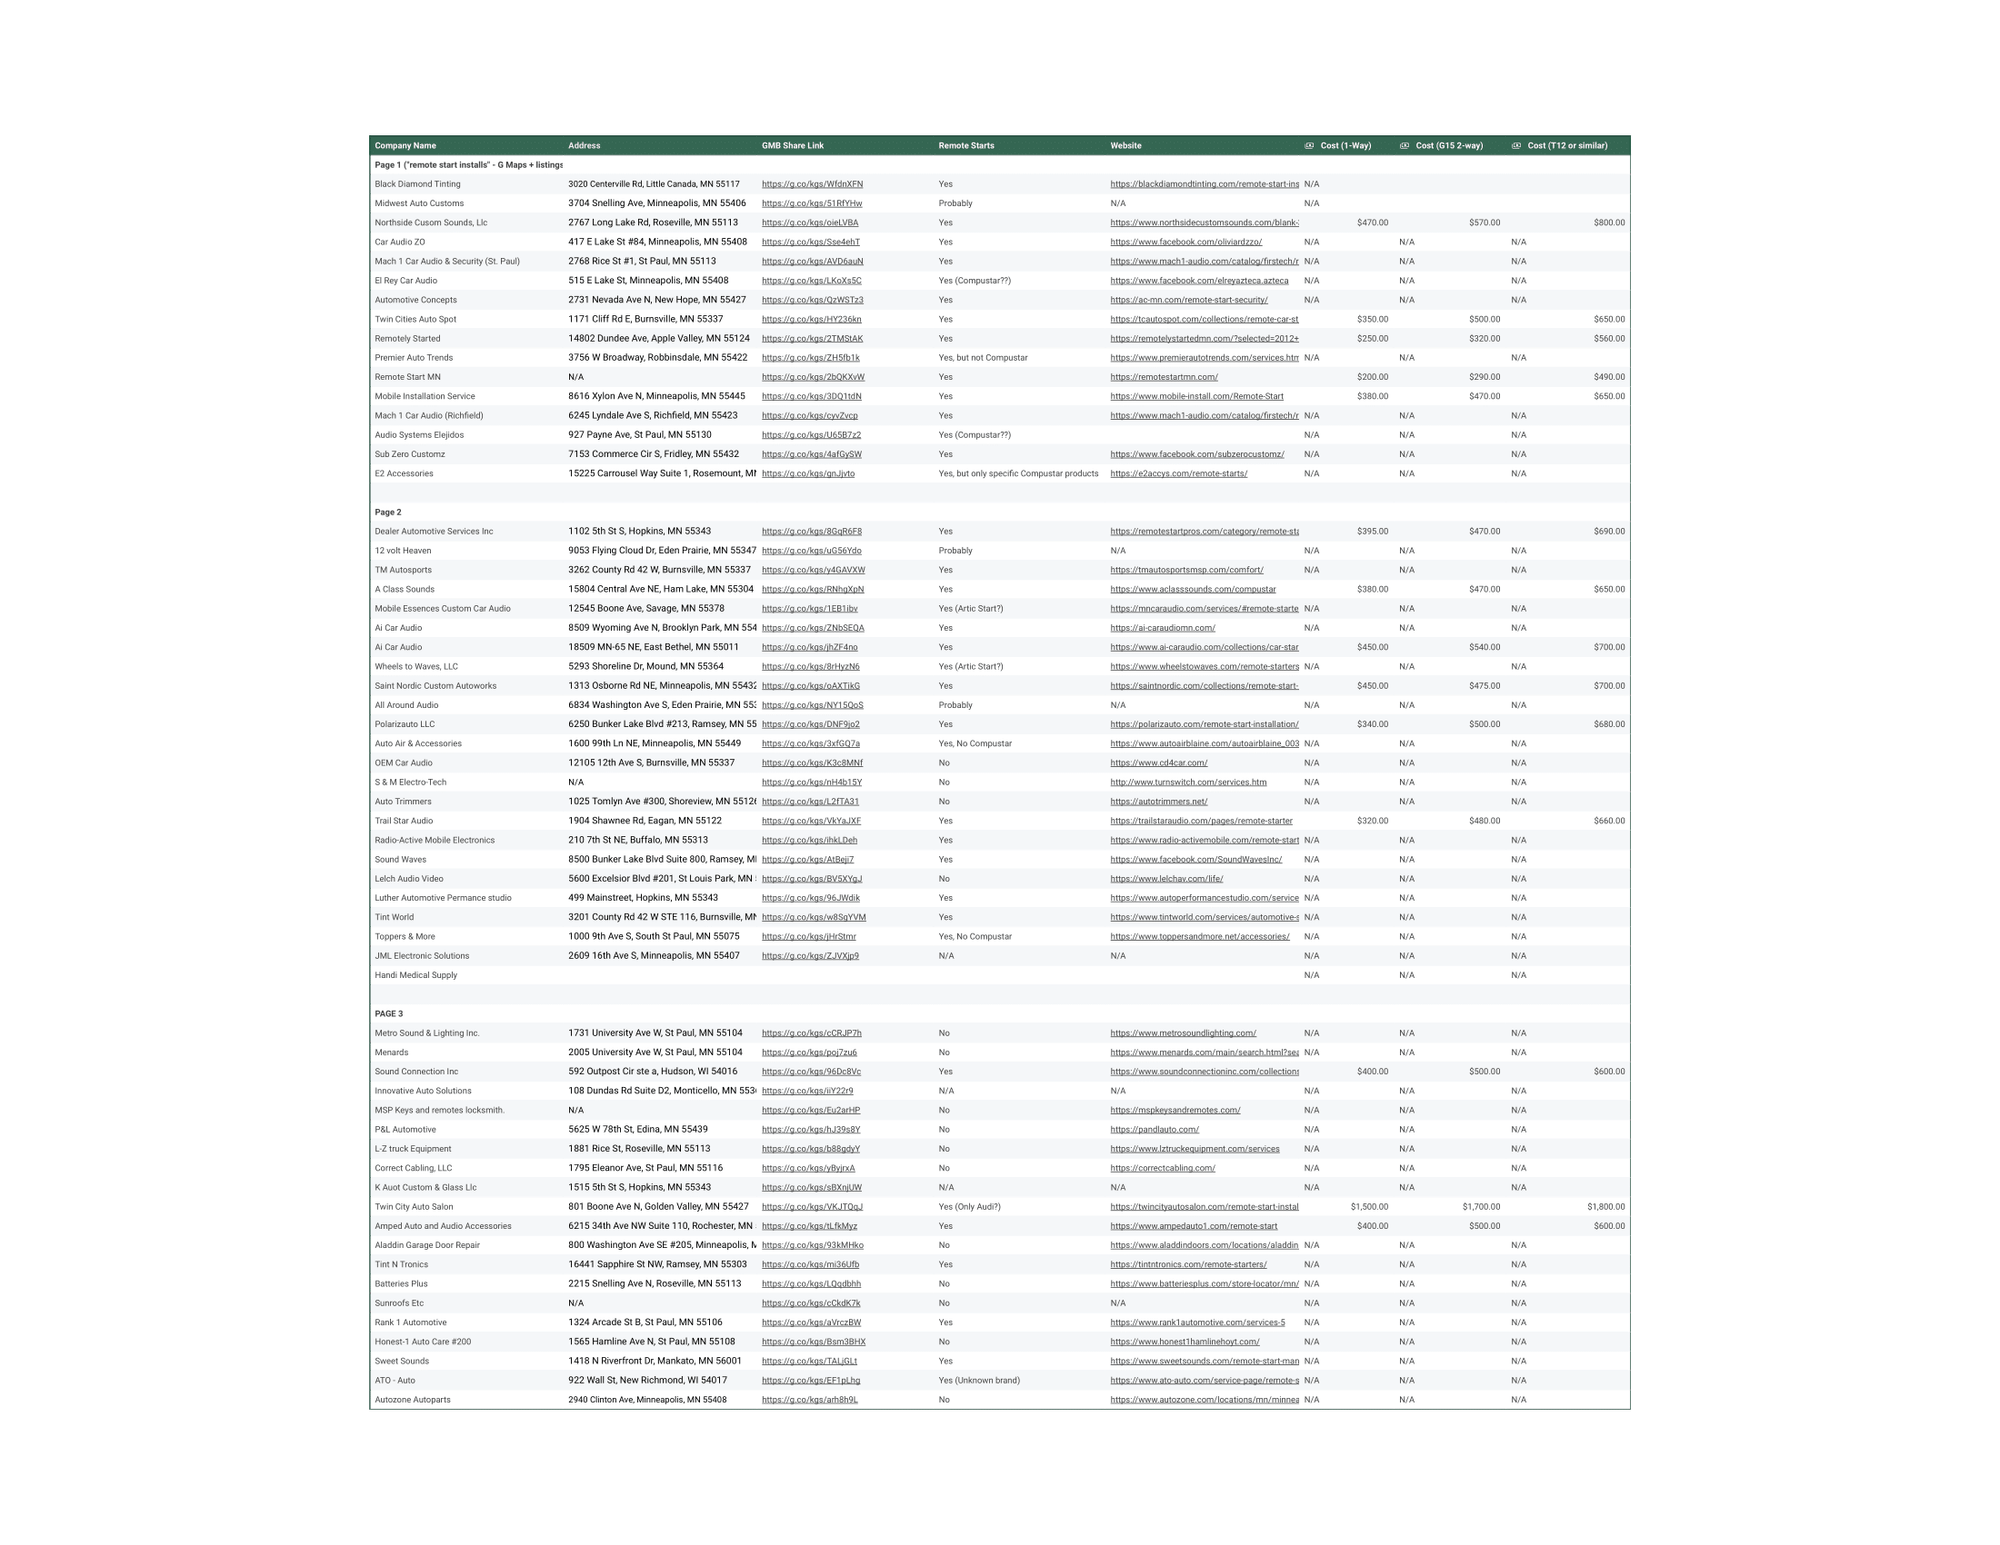 Company Name Address GMB Share Link Remote Starts Website Cost (1-Way) Cost (G15 2-way) Cost (T12 or similar)
Page 1 ("remote start installs" - G Maps + listings
Black Diamond Tinting 3020 Centerville Rd, Little Canada, MN 55117 https://g.co/kgs/WfdnXFN Yes https://blackdiamondtinting.com/remote-start-ins N/A
Midwest Auto Customs 3704 Snelling Ave, Minneapolis, MN 55406 https://g.co/kgs/51RfYHw Probably N/A N/A
Northside Cusom Sounds, Llc 2767 Long Lake Rd, Roseville, MN 55113 https://g.co/kgs/oieLVBA Yes https://www.northsidecustomsounds.com/blank- $470.00 $570.00 $800.00
Car Audio ZO 417 E Lake St #84, Minneapolis, MN 55408 https://g.co/kgs/Sse4ehT Yes https://www.facebook.com/oliviardzzo/ N/A N/A N/A
Mach 1 Car Audio & Security (St. Paul) 2768 Rice St #1, St Paul, MN 55113 https://g.co/kgs/AVD6auN Yes https://www.mach1-audio.com/catalog/firstech/r N/A N/A N/A
El Rey Car Audio 515 E Lake St, Minneapolis, MN 55408 https://g.co/kgs/LKoXs5C Yes (Compustar??) https://www.facebook.com/elreyazteca.azteca N/A N/A N/A
Automotive Concepts 2731 Nevada Ave N, New Hope, MN 55427 https://g.co/kgs/QzWSTz3 Yes https://ac-mn.com/remote-start-security/ N/A N/A N/A
Twin Cities Auto Spot 1171 Cliff Rd E, Burnsville, MN 55337 https://g.co/kgs/HY236kn Yes https://tcautospot.com/collections/remote-car-st $350.00 $500.00 $650.00
Remotely Started 14802 Dundee Ave, Apple Valley, MN 55124 https://g.co/kgs/2TMStAK Yes https://remotelystartedmn.com/?selected=2012+ $250.00 $320.00 $560.00
Premier Auto Trends 3756 W Broadway, Robbinsdale, MN 55422 https://g.co/kgs/ZH5fb1k Yes, but not Compustar https://www.premierautotrends.com/services.htm N/A N/A N/A
Remote Start MN N/A https://g.co/kgs/2bQKXvW Yes https://remotestartmn.com/ $200.00 $290.00 $490.00
Mobile Installation Service 8616 Xylon Ave N, Minneapolis, MN 55445 https://g.co/kgs/3DQ1tdN Yes https://www.mobile-install.com/Remote-Start $380.00 $470.00 $650.00
Mach 1 Car Audio (Richfield) 6245 Lyndale Ave S, Richfield, MN 55423 https://g.co/kgs/cyvZvcp Yes https://www.mach1-audio.com/catalog/firstech/r N/A N/A N/A
Audio Systems Elejidos 927 Payne Ave, St Paul, MN 55130 https://g.co/kgs/U65B7z2 Yes (Compustar??) N/A N/A N/A
Sub Zero Customz 7153 Commerce Cir S, Fridley, MN 55432 https://g.co/kgs/4afGySW Yes https://www.facebook.com/subzerocustomz/ N/A N/A N/A
E2 Accessories 15225 Carrousel Way Suite 1, Rosemount, MN https://g.co/kgs/gnJjvto Yes, but only specific Compustar products https://e2accys.com/remote-starts/ N/A N/A N/A
Page 2
Dealer Automotive Services Inc 1102 5th St S, Hopkins, MN 55343 https://g.co/kgs/8GqR6F8 Yes https://remotestartpros.com/category/remote-sta $395.00 $470.00 $690.00
12 volt Heaven 9053 Flying Cloud Dr, Eden Prairie, MN 55347 https://g.co/kgs/uG56Ydo Probably N/A N/A N/A N/A
TM Autosports 3262 County Rd 42 W, Burnsville, MN 55337 https://g.co/kgs/y4GAVXW Yes https://tmautosportsmsp.com/comfort/ N/A N/A N/A
A Class Sounds 15804 Central Ave NE, Ham Lake, MN 55304 https://g.co/kgs/RNhgXpN Yes https://www.aclasssounds.com/compustar $380.00 $470.00 $650.00
Mobile Essences Custom Car Audio 12545 Boone Ave, Savage, MN 55378 https://g.co/kgs/1EB1ibv Yes (Artic Start?) https://mncaraudio.com/services/#remote-starte N/A N/A N/A
Ai Car Audio 8509 Wyoming Ave N, Brooklyn Park, MN 554 https://g.co/kgs/ZNbSEQA Yes https://ai-caraudiomn.com/ N/A N/A N/A
Ai Car Audio 18509 MN-65 NE, East Bethel, MN 55011 https://g.co/kgs/jhZF4no Yes https://www.ai-caraudio.com/collections/car-star $450.00 $540.00 $700.00
Wheels to Waves, LLC 5293 Shoreline Dr, Mound, MN 55364 https://g.co/kgs/8rHyzN6 Yes (Artic Start?) https://www.wheelstowaves.com/remote-starters N/A N/A N/A
Saint Nordic Custom Autoworks 1313 Osborne Rd NE, Minneapolis, MN 55432 https://g.co/kgs/oAXTikG Yes https://saintnordic.com/collections/remote-start- $450.00 $475.00 $700.00
All Around Audio 6834 Washington Ave S, Eden Prairie, MN 553 https://g.co/kgs/NY15QoS Probably N/A N/A N/A N/A
Polarizauto LLC 6250 Bunker Lake Blvd #213, Ramsey, MN 55 https://g.co/kgs/DNF9jo2 Yes https://polarizauto.com/remote-start-installation/ $340.00 $500.00 $680.00
Auto Air & Accessories 1600 99th Ln NE, Minneapolis, MN 55449 https://g.co/kgs/3xfGQ7a Yes, No Compustar https://www.autoairblaine.com/autoairblaine_003 N/A N/A N/A
OEM Car Audio 12105 12th Ave S, Burnsville, MN 55337 https://g.co/kgs/K3c8MNf No https://www.cd4car.com/ N/A N/A N/A
S & M Electro-Tech N/A https://g.co/kgs/nH4b15Y No http://www.turnswitch.com/services.htm N/A N/A N/A
Auto Trimmers 1025 Tomlyn Ave #300, Shoreview, MN 55126 https://g.co/kgs/L2fTA31 No https://autotrimmers.net/ N/A N/A N/A
Trail Star Audio 1904 Shawnee Rd, Eagan, MN 55122 https://g.co/kgs/VkYaJXF Yes https://trailstaraudio.com/pages/remote-starter $320.00 $480.00 $660.00
Radio-Active Mobile Electronics 210 7th St NE, Buffalo, MN 55313 https://g.co/kgs/ihkLDeh Yes https://www.radio-activemobile.com/remote-start N/A N/A N/A
Sound Waves 8500 Bunker Lake Blvd Suite 800, Ramsey, MN https://g.co/kgs/AtBeji7 Yes https://www.facebook.com/SoundWavesInc/ N/A N/A N/A
Lelch Audio Video 5600 Excelsior Blvd #201, St Louis Park, MN https://g.co/kgs/BV5XYgJ No https://www.lelchav.com/life/ N/A N/A N/A
Luther Automotive Permance studio 499 Mainstreet, Hopkins, MN 55343 https://g.co/kgs/96JWdik Yes https://www.autoperformancestudio.com/service N/A N/A N/A
Tint World 3201 County Rd 42 W STE 116, Burnsville, MN https://g.co/kgs/w8SgYVM Yes https://www.tintworld.com/services/automotive-s N/A N/A N/A
Toppers & More 1000 9th Ave S, South St Paul, MN 55075 https://g.co/kgs/jHrStmr Yes, No Compustar https://www.toppersandmore.net/accessories/ N/A N/A N/A
JML Electronic Solutions 2609 16th Ave S, Minneapolis, MN 55407 https://g.co/kgs/ZJVXjp9 N/A N/A N/A N/A N/A
Handi Medical Supply N/A N/A N/A
PAGE 3
Metro Sound & Lighting Inc. 1731 University Ave W, St Paul, MN 55104 https://g.co/kgs/cCRJP7h No https://www.metrosoundlighting.com/ N/A N/A N/A
Menards 2005 University Ave W, St Paul, MN 55104 https://g.co/kgs/poj7zu6 No https://www.menards.com/main/search.html?sea N/A N/A N/A
Sound Connection Inc 592 Outpost Cir ste a, Hudson, WI 54016 https://g.co/kgs/96Dc8Vc Yes https://www.soundconnectioninc.com/collections $400.00 $500.00 $600.00
Innovative Auto Solutions 108 Dundas Rd Suite D2, Monticello, MN 553 https://g.co/kgs/iiY22r9 N/A N/A N/A N/A N/A
MSP Keys and remotes locksmith. N/A https://g.co/kgs/Eu2arHP No https://mspkeysandremotes.com/ N/A N/A N/A
P&L Automotive 5625 W 78th St, Edina, MN 55439 https://g.co/kgs/hJ39s8Y No https://pandlauto.com/ N/A N/A N/A
L-Z truck Equipment 1881 Rice St, Roseville, MN 55113 https://g.co/kgs/b88gdyY No https://www.lztruckequipment.com/services N/A N/A N/A
Correct Cabling, LLC 1795 Eleanor Ave, St Paul, MN 55116 https://g.co/kgs/yByjrxA No https://correctcabling.com/ N/A N/A N/A
K Auot Custom & Glass Llc 1515 5th St S, Hopkins, MN 55343 https://g.co/kgs/sBXnjUW N/A N/A N/A N/A N/A
Twin City Auto Salon 801 Boone Ave N, Golden Valley, MN 55427 https://g.co/kgs/VKJTQqJ Yes (Only Audi?) https://twincityautosalon.com/remote-start-instal $1,500.00 $1,700.00 $1,800.00
Amped Auto and Audio Accessories 6215 34th Ave NW Suite 110, Rochester, MN https://g.co/kgs/tLfkMyz Yes https://www.ampedauto1.com/remote-start $400.00 $500.00 $600.00
Aladdin Garage Door Repair 800 Washington Ave SE #205, Minneapolis, M https://g.co/kgs/93kMHko No https://www.aladdindoors.com/locations/aladdin N/A N/A N/A
Tint N Tronics 16441 Sapphire St NW, Ramsey, MN 55303 https://g.co/kgs/mi36Ufb Yes https://tintntronics.com/remote-starters/ N/A N/A N/A
Batteries Plus 2215 Snelling Ave N, Roseville, MN 55113 https://g.co/kgs/LQqdbhh No https://www.batteriesplus.com/store-locator/mn/ N/A N/A N/A
Sunroofs Etc N/A https://g.co/kgs/cCkdK7k No N/A N/A N/A N/A
Rank 1 Automotive 1324 Arcade St B, St Paul, MN 55106 https://g.co/kgs/aVrczBW Yes https://www.rank1automotive.com/services-5 N/A N/A N/A
Honest-1 Auto Care #200 1565 Hamline Ave N, St Paul, MN 55108 https://g.co/kgs/Bsm3BHX No https://www.honest1hamlinehoyt.com/ N/A N/A N/A
Sweet Sounds 1418 N Riverfront Dr, Mankato, MN 56001 https://g.co/kgs/TALjGLt Yes https://www.sweetsounds.com/remote-start-man N/A N/A N/A
ATO - Auto 922 Wall St, New Richmond, WI 54017 https://g.co/kgs/EF1pLhg Yes (Unknown brand) https://www.ato-auto.com/service-page/remote-s N/A N/A N/A
Autozone Autoparts 2940 Clinton Ave, Minneapolis, MN 55408 https://g.co/kgs/arh8h9L No https://www.autozone.com/locations/mn/minnea N/A N/A N/A